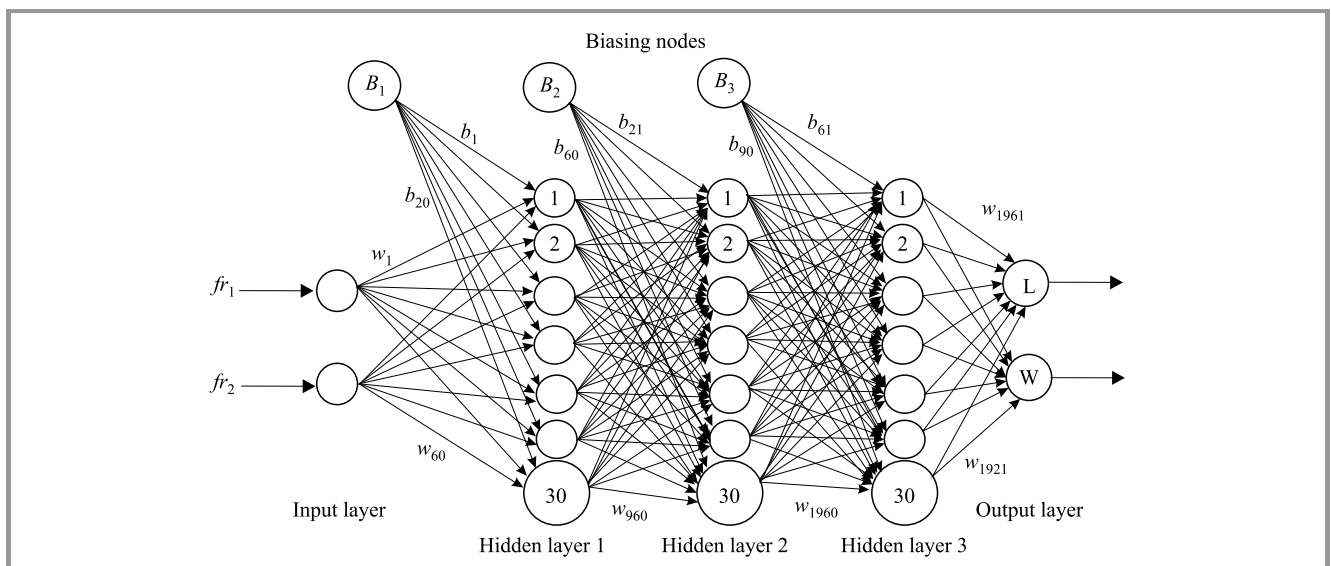 Biasing nodes
B1 B2 B3
b1 b21 b61
b60 b90
b20
1 1 1
w1961
2 2 2
w1
fr1 L
fr2 W
w60 w1921
30 30 30
w960 w1960
Input layer Output layer
Hidden layer 1 Hidden layer 2 Hidden layer 3